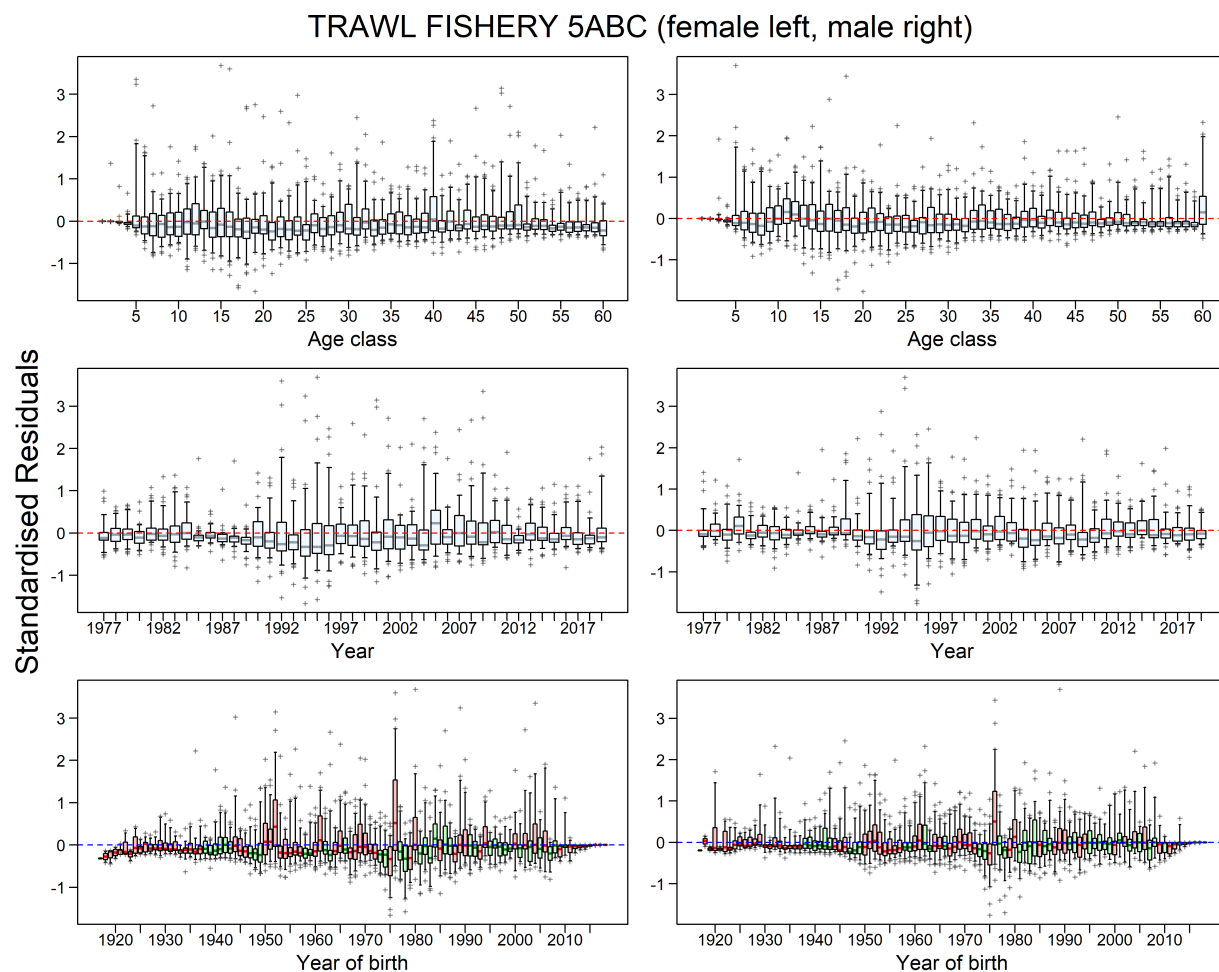 TRAWL FISHERY 5ABC (female left, male right)
Standardised Residuals
3
2
1
0
-1
5 10 15 20 25 30 35 40 45 50 55 60
Age class
3
2
1
0
-1
5 10 15 20 25 30 35 40 45 50 55 60
Age class
3
2
1
0
-1
1977 1982 1987 1992 1997 2002 2007 2012 2017
Year
3
2
1
0
-1
1977 1982 1987 1992 1997 2002 2007 2012 2017
Year
3
2
1
0
-1
1920 1930 1940 1950 1960 1970 1980 1990 2000 2010
Year of birth
3
2
1
0
-1
1920 1930 1940 1950 1960 1970 1980 1990 2000 2010
Year of birth